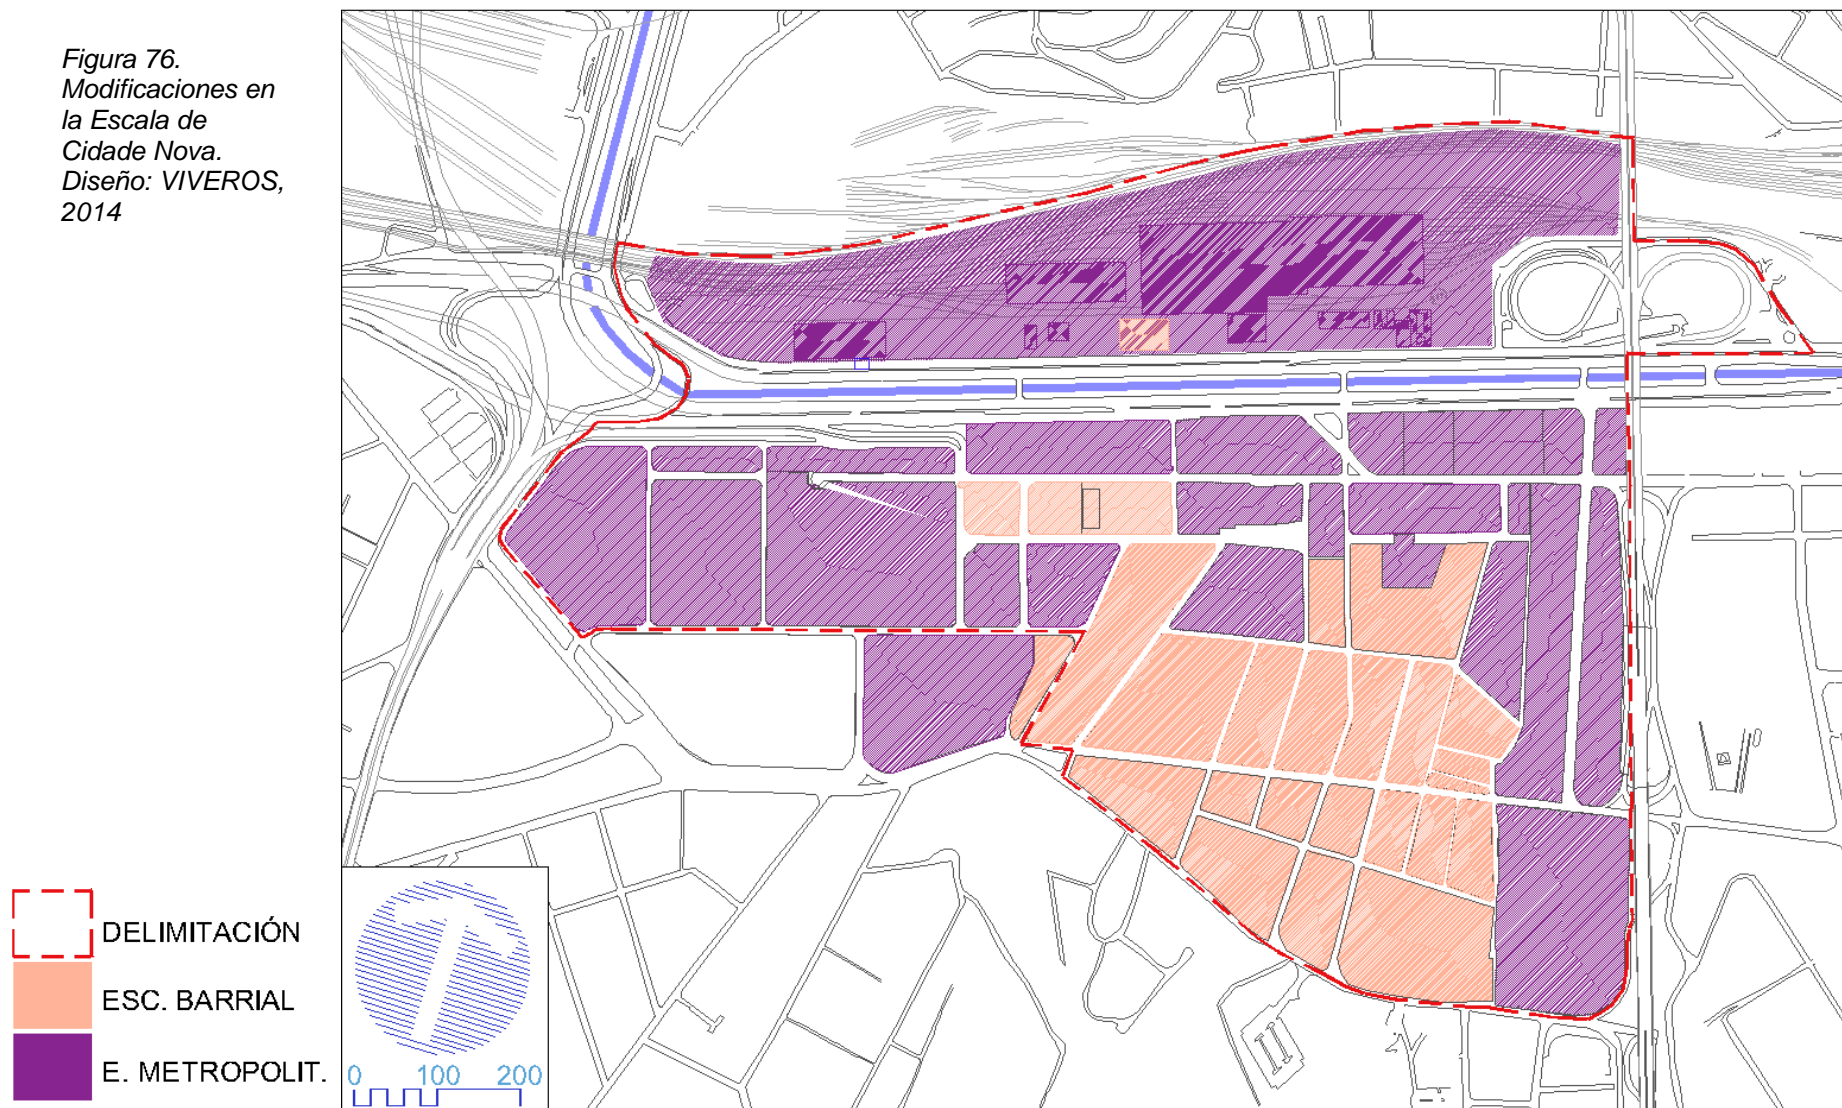 Figura 76.
Modificaciones en
la Escala de
Cidade Nova.
Diseño: VIVEROS,
2014
DELIMITACIÓN
ESC. BARRIAL
E. METROPOLIT.
0 100 200